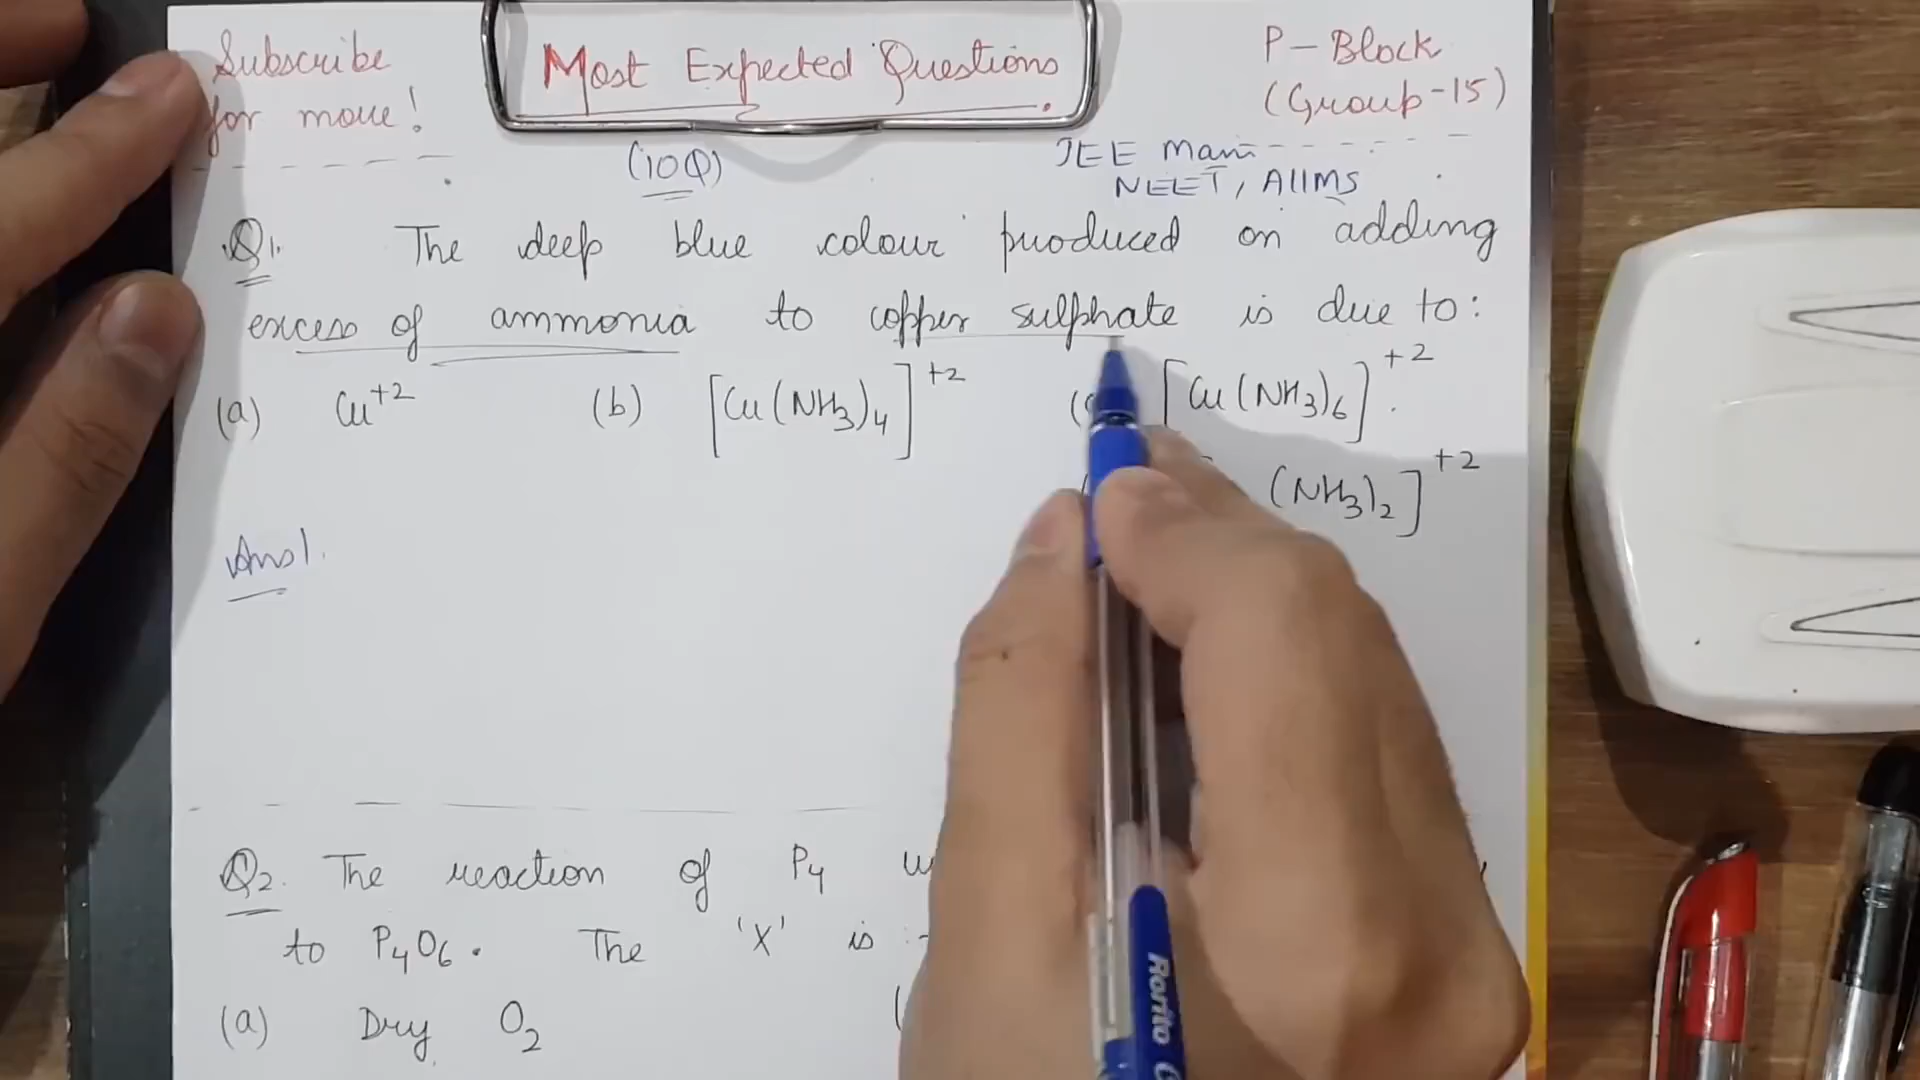 Subscribe
for more!
Most Expected Questions
P-Block
(Group-15)
(10Q)
JEE Main
NEET, AIIMS
Q1. The deep blue colour produced on adding
excess of ammonia to copper sulphate is due to:
(a) Cu+2 (b) [Cu(NH3)4]+2 [Cu(NH3)6]+2
(NH3)2]+2
Ans1.
Q2. The reaction of P4
to P4O6. The 'X' is :-
(a) Dry O2
Rorito